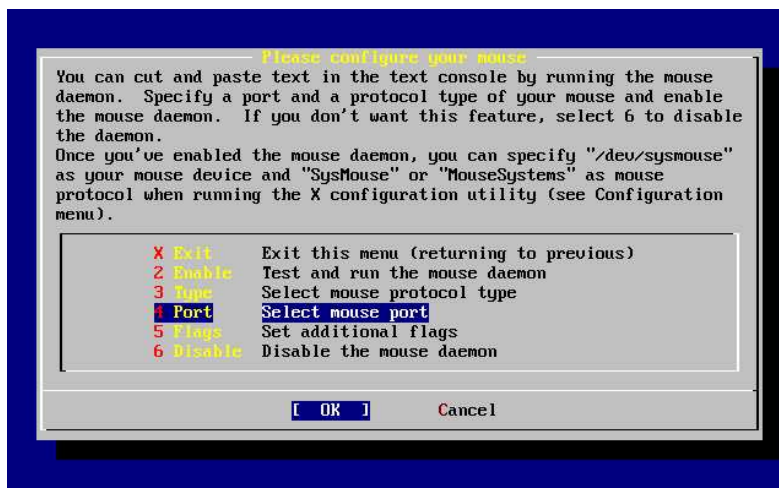 Please configure your mouse
You can cut and paste text in the text console by running the mouse
daemon.  Specify a port and a protocol type of your mouse and enable
the mouse daemon.  If you don't want this feature, select 6 to disable
the daemon.
Once you've enabled the mouse daemon, you can specify "/dev/sysmouse"
as your mouse device and "SysMouse" or "MouseSystems" as mouse
protocol when running the X configuration utility (see Configuration
menu).
X Exit Exit this menu (returning to previous)
2 Enable Test and run the mouse daemon
3 Type Select mouse protocol type
4 Port Select mouse port
5 Flags Set additional flags
6 Disable Disable the mouse daemon
[ OK ] Cancel